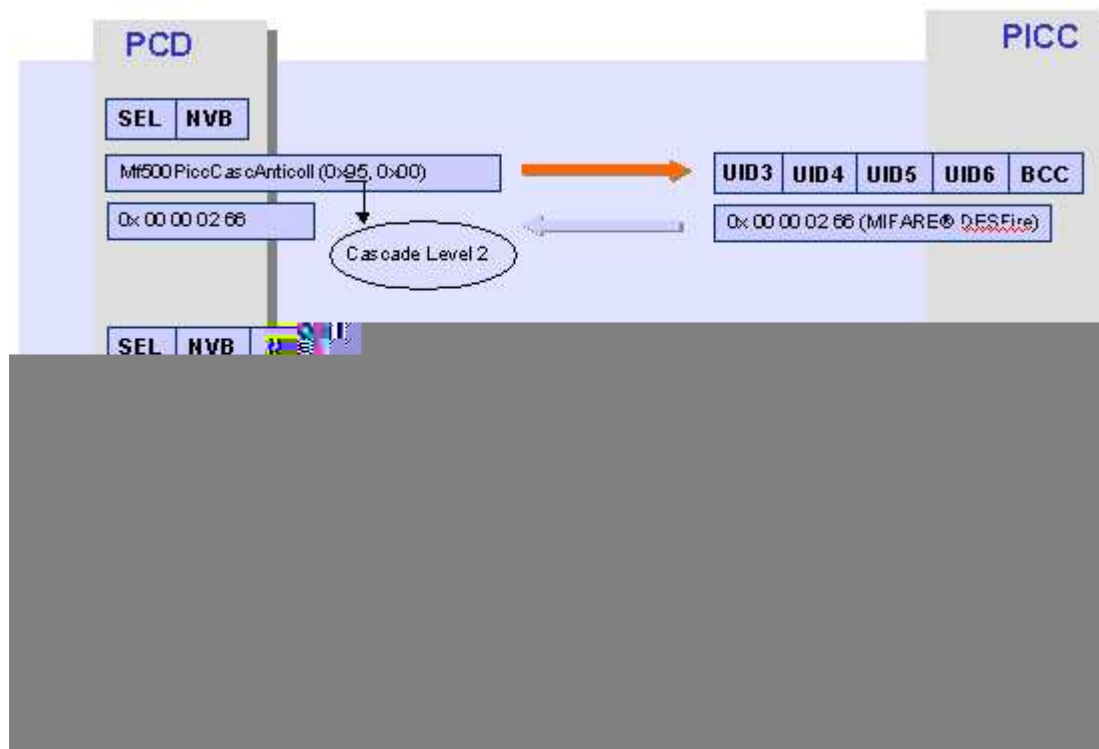 PCD
PICC
SEL NVB
Mf500PiccCascAnticoll (0x95, 0x00)
UID3 UID4 UID5 UID6 BCC
0x 00 00 02 66
0x 00 00 02 66 (MIFARE® DESFire)
Cascade Level 2
SEL NVB